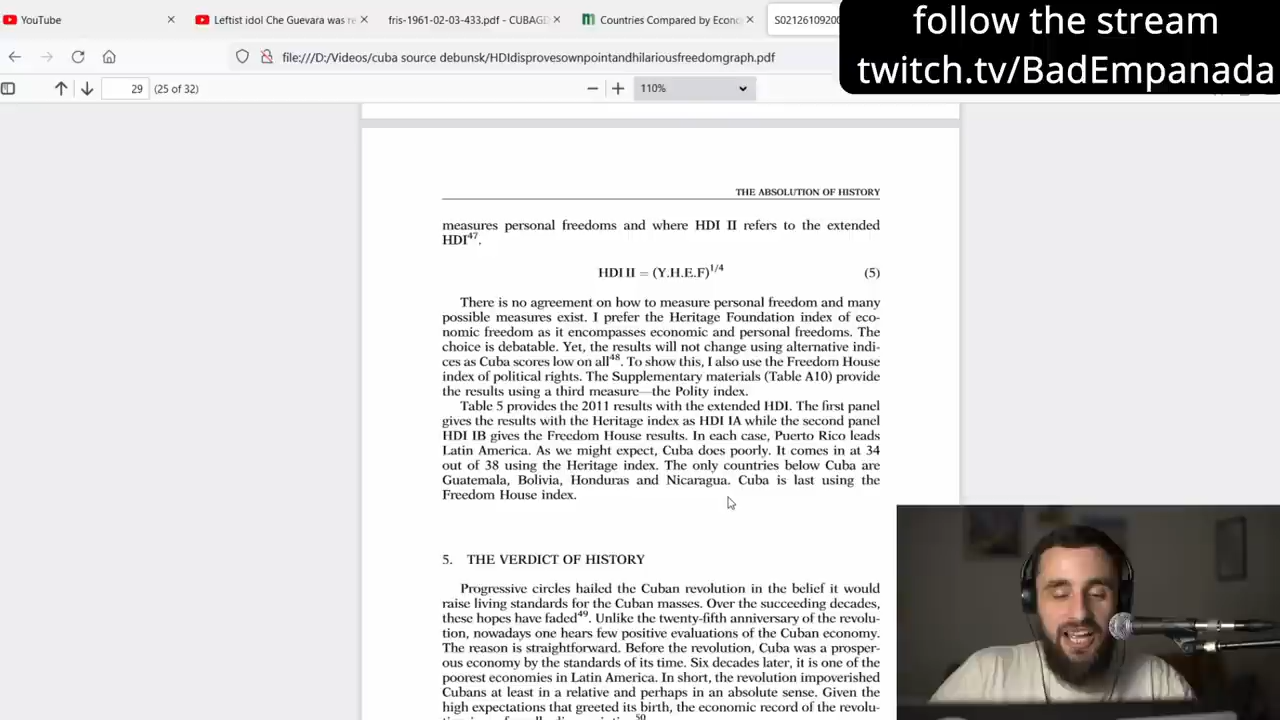 YouTube
Leftist idol Che Guevara was re
fris-1961-02-03-433.pdf - CUBAGD
Countries Compared by Econo
S0212610920
follow the stream
twitch.tv/BadEmpanada
file:///D:/Videos/cuba source debunsk/HDIdisprovesownpointandhilariousfreedomgraph.pdf
29 (25 of 32)
110%
THE ABSOLUTION OF HISTORY
measures personal freedoms and where HDI II refers to the extended
HDI47.
HDI II = (Y.H.E.F)1/4 (5)
There is no agreement on how to measure personal freedom and many
possible measures exist. I prefer the Heritage Foundation index of eco-
nomic freedom as it encompasses economic and personal freedoms. The
choice is debatable. Yet, the results will not change using alternative indi-
ces as Cuba scores low on all48. To show this, I also use the Freedom House
index of political rights. The Supplementary materials (Table A10) provide
the results using a third measure—the Polity index.
Table 5 provides the 2011 results with the extended HDI. The first panel
gives the results with the Heritage index as HDI IA while the second panel
HDI IB gives the Freedom House results. In each case, Puerto Rico leads
Latin America. As we might expect, Cuba does poorly. It comes in at 34
out of 38 using the Heritage index. The only countries below Cuba are
Guatemala, Bolivia, Honduras and Nicaragua. Cuba is last using the
Freedom House index.
5. THE VERDICT OF HISTORY
Progressive circles hailed the Cuban revolution in the belief it would
raise living standards for the Cuban masses. Over the succeeding decades,
these hopes have faded49. Unlike the twenty-fifth anniversary of the revolu-
tion, nowadays one hears few positive evaluations of the Cuban economy.
The reason is straightforward. Before the revolution, Cuba was a prosper-
ous economy by the standards of its time. Six decades later, it is one of the
poorest economies in Latin America. In short, the revolution impoverished
Cubans at least in a relative and perhaps in an absolute sense. Given the
high expectations that greeted its birth, the economic record of the revolu-